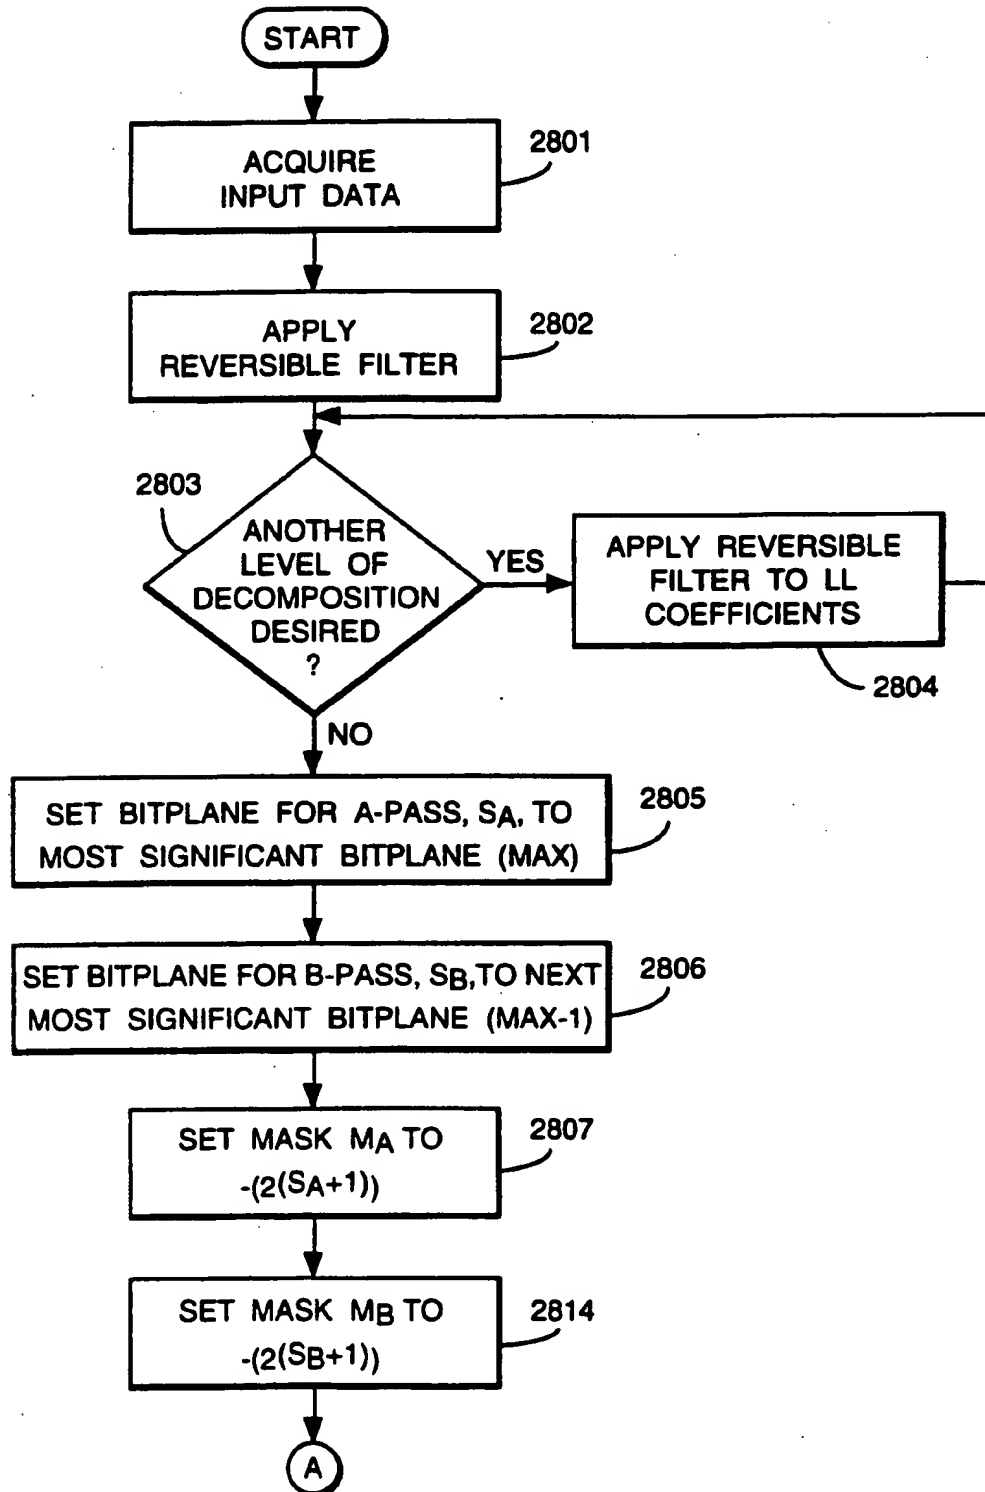 START
ACQUIRE
INPUT DATA
2801
APPLY
REVERSIBLE FILTER
2802
2803
ANOTHER
LEVEL OF
DECOMPOSITION
DESIRED
?
YES
APPLY REVERSIBLE
FILTER TO LL
COEFFICIENTS
2804
NO
SET BITPLANE FOR A-PASS, SA, TO
MOST SIGNIFICANT BITPLANE (MAX)
2805
SET BITPLANE FOR B-PASS, SB,TO NEXT
MOST SIGNIFICANT BITPLANE (MAX-1)
2806
SET MASK MA TO
-(2(SA+1))
2807
SET MASK MB TO
-(2(SB+1))
2814
A